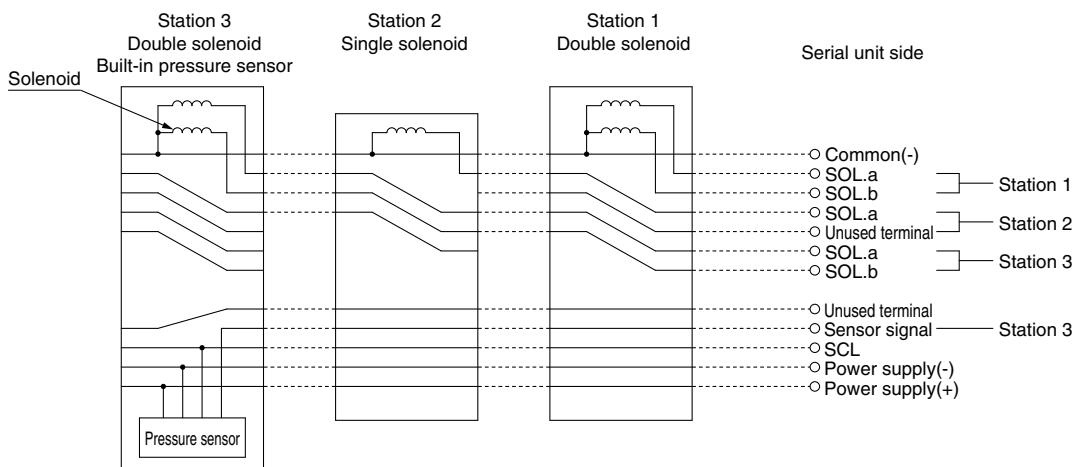 Station 3
Double solenoid
Built-in pressure sensor
Station 2
Single solenoid
Station 1
Double solenoid
Serial unit side
Solenoid
Common(-)
SOL.a
SOL.b
Station 1
SOL.a
Unused terminal
Station 2
SOL.a
SOL.b
Station 3
Unused terminal
Sensor signal
Station 3
SCL
Power supply(-)
Power supply(+)
Pressure sensor